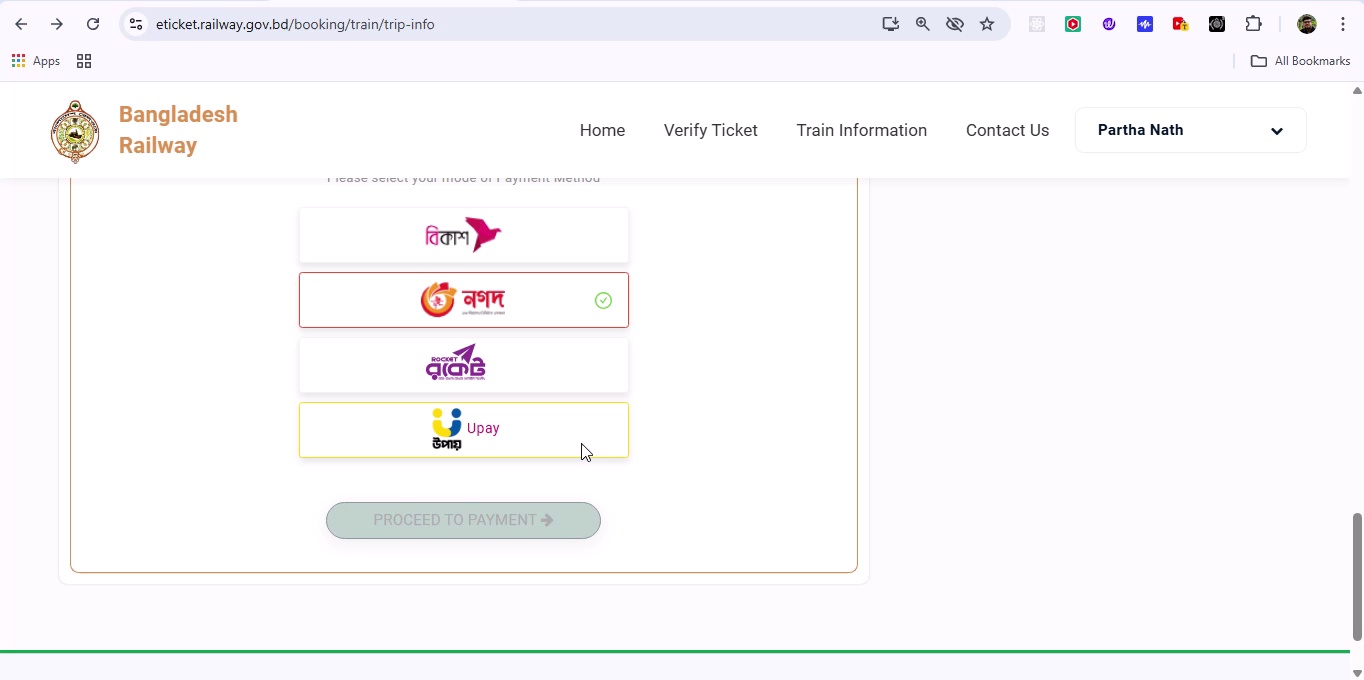 eticket.railway.gov.bd/booking/train/trip-info
Apps
All Bookmarks
Bangladesh
Railway
Home
Verify Ticket
Train Information
Contact Us
Partha Nath
Please select your mode of Payment Method
বিকাশ
নগদ
ROCKET
রকেট
উপায়
Upay
PROCEED TO PAYMENT